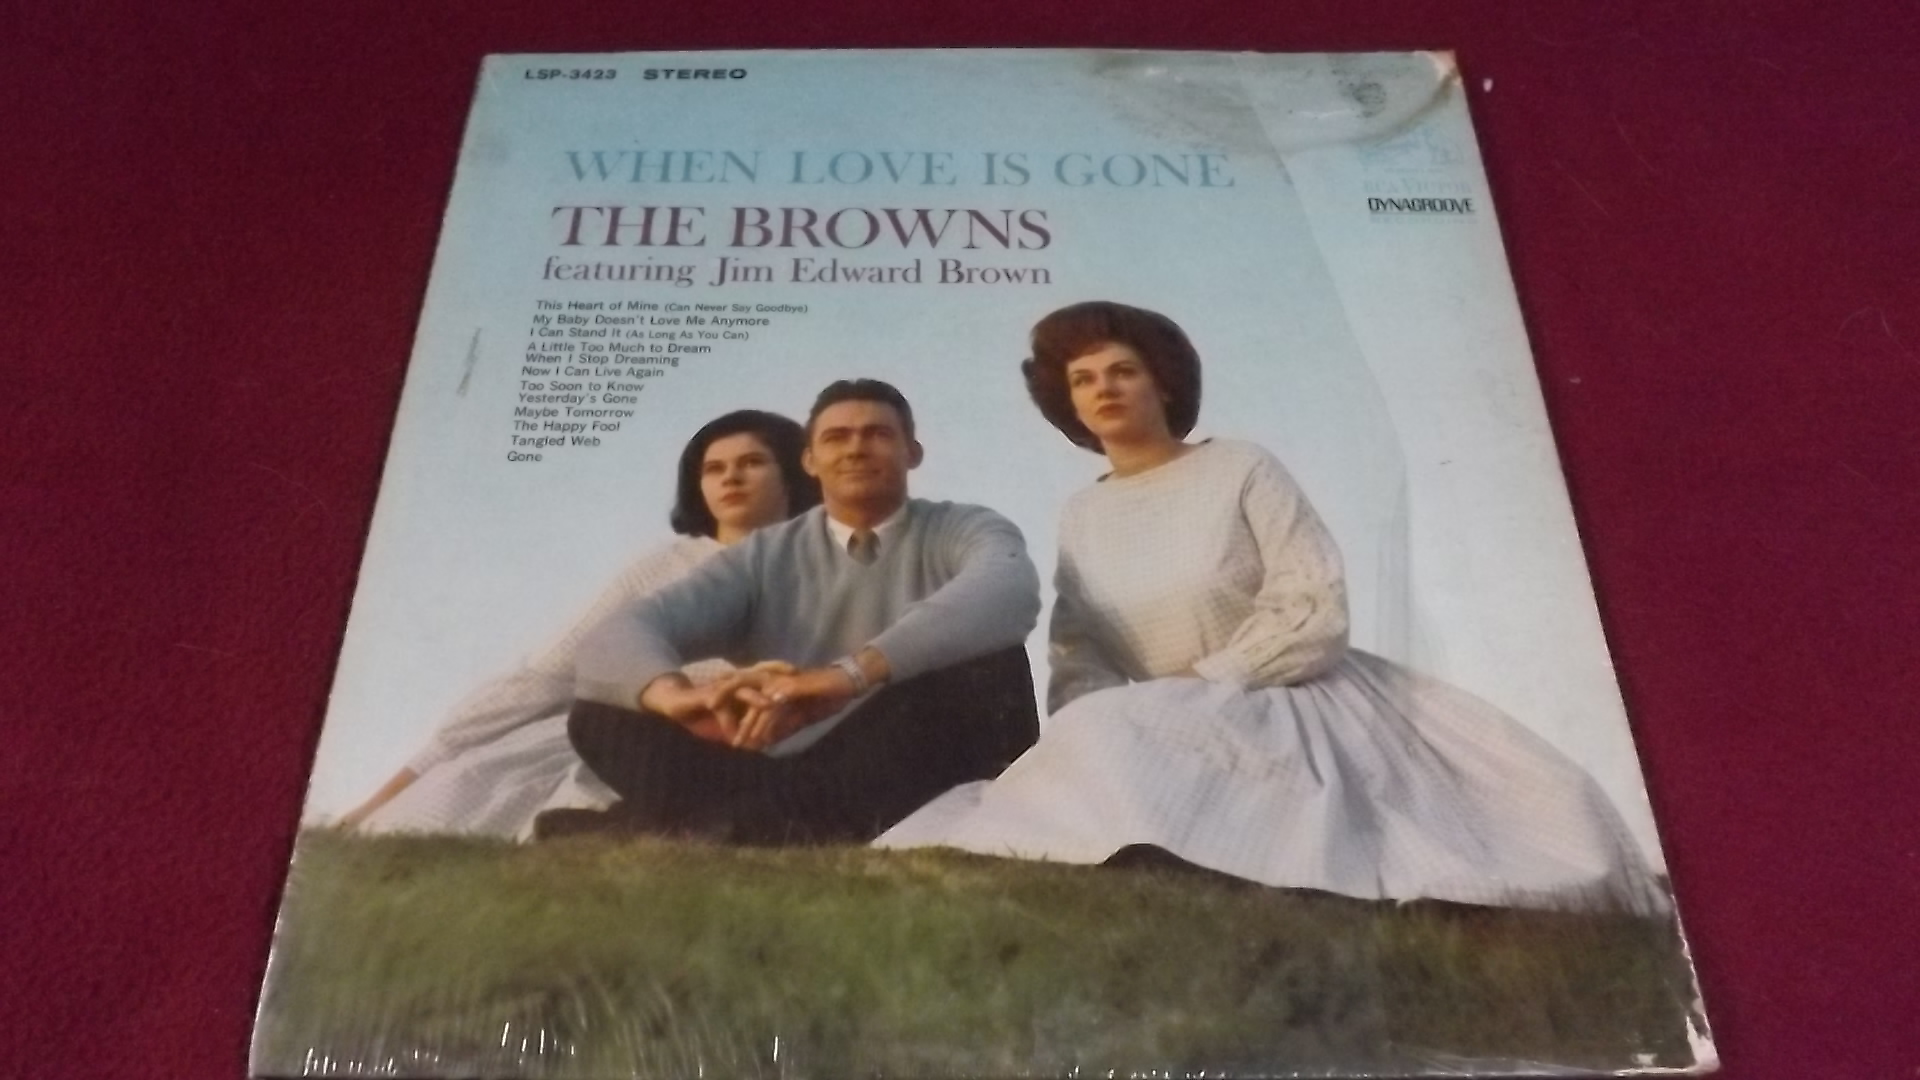 LSP-3423 STEREO
WHEN LOVE IS GONE
RCA VICTOR
DYNAGROOVE
THE BROWNS
featuring Jim Edward Brown
This Heart of Mine (Can Never Say Goodbye)
My Baby Doesn't Love Me Anymore
I Can Stand It (As Long As You Can)
A Little Too Much to Dream
When I Stop Dreaming
Now I Can Live Again
Too Soon to Know
Yesterday's Gone
Maybe Tomorrow
The Happy Fool
Tangled Web
Gone